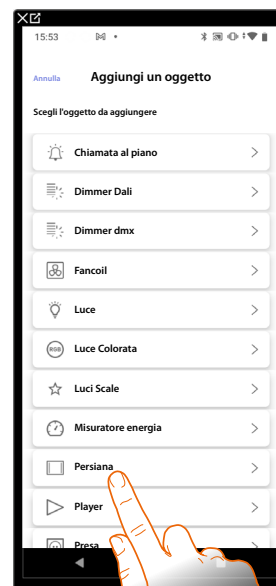 15:53
Annulla
Aggiungi un oggetto
Scegli l'oggetto da aggiungere
Chiamata al piano
Dimmer Dali
Dimmer dmx
Fancoil
Luce
RGB Luce Colorata
Luci Scale
Misuratore energia
Persiana
Player
Presa